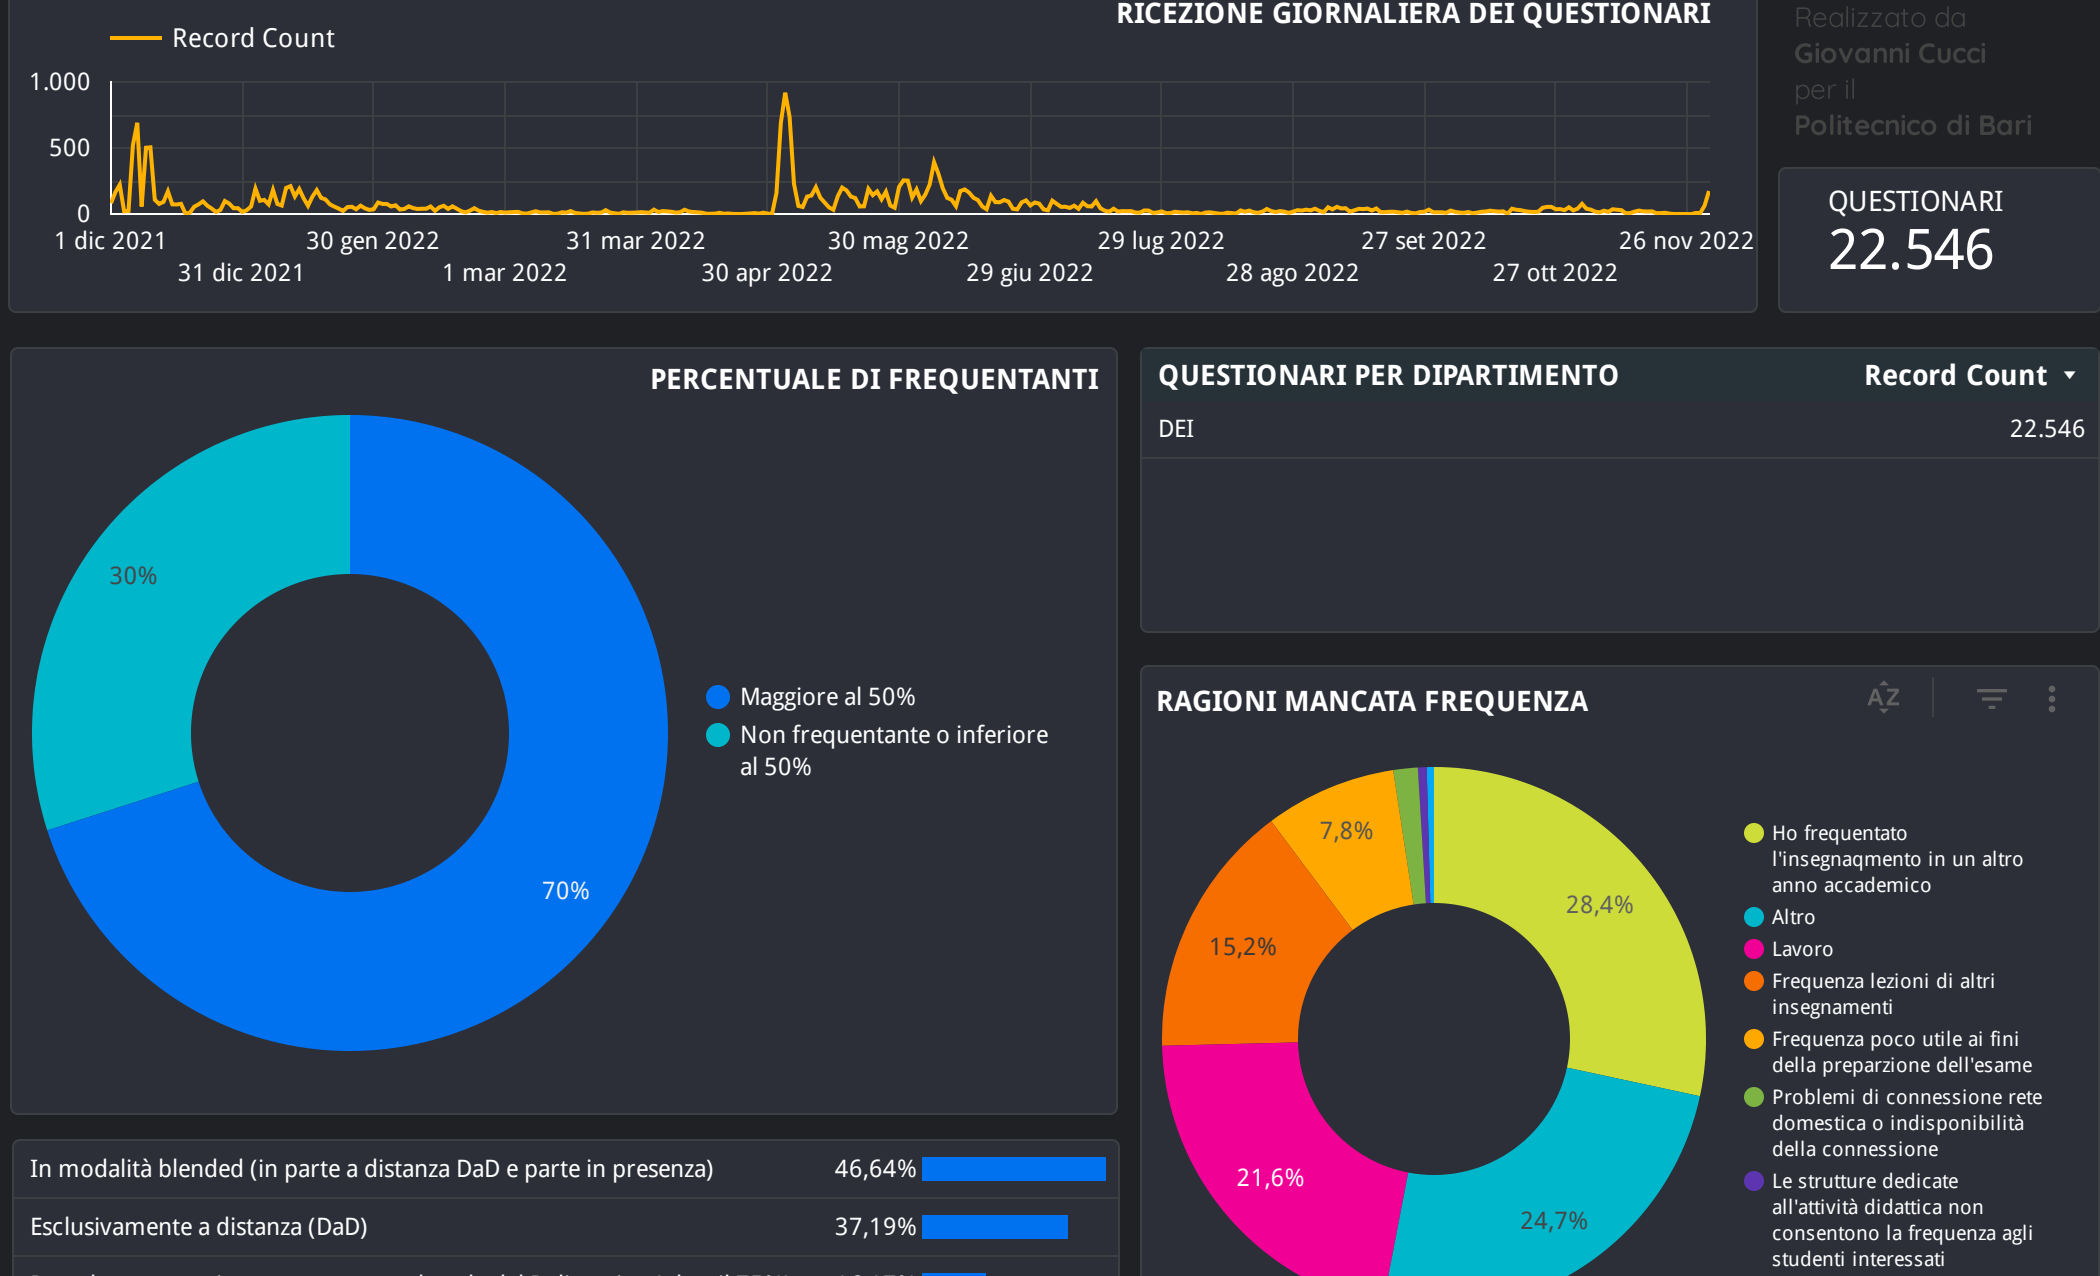 RICEZIONE GIORNALIERA DEI QUESTIONARI
Record Count
1.000
500
0
1 dic 2021
30 gen 2022
31 mar 2022
30 mag 2022
29 lug 2022
27 set 2022
26 nov 2022
31 dic 2021
1 mar 2022
30 apr 2022
29 giu 2022
28 ago 2022
27 ott 2022
Realizzato da
Giovanni Cucci
per il
Politecnico di Bari
QUESTIONARI
22.546
PERCENTUALE DI FREQUENTANTI
30%
70%
Maggiore al 50%
Non frequentante o inferiore
al 50%
QUESTIONARI PER DIPARTIMENTO Record Count
DEI 22.546
RAGIONI MANCATA FREQUENZA
AZ
7,8%
28,4%
15,2%
21,6%
24,7%
Ho frequentato
l'insegnaqmento in un altro
anno accademico
Altro
Lavoro
Frequenza lezioni di altri
insegnamenti
Frequenza poco utile ai fini
della preparzione dell'esame
Problemi di connessione rete
domestica o indisponibilità
della connessione
Le strutture dedicate
all'attività didattica non
consentono la frequenza agli
studenti interessati
In modalità blended (in parte a distanza DaD e parte in presenza) 46,64%
Esclusivamente a distanza (DaD) 37,19%